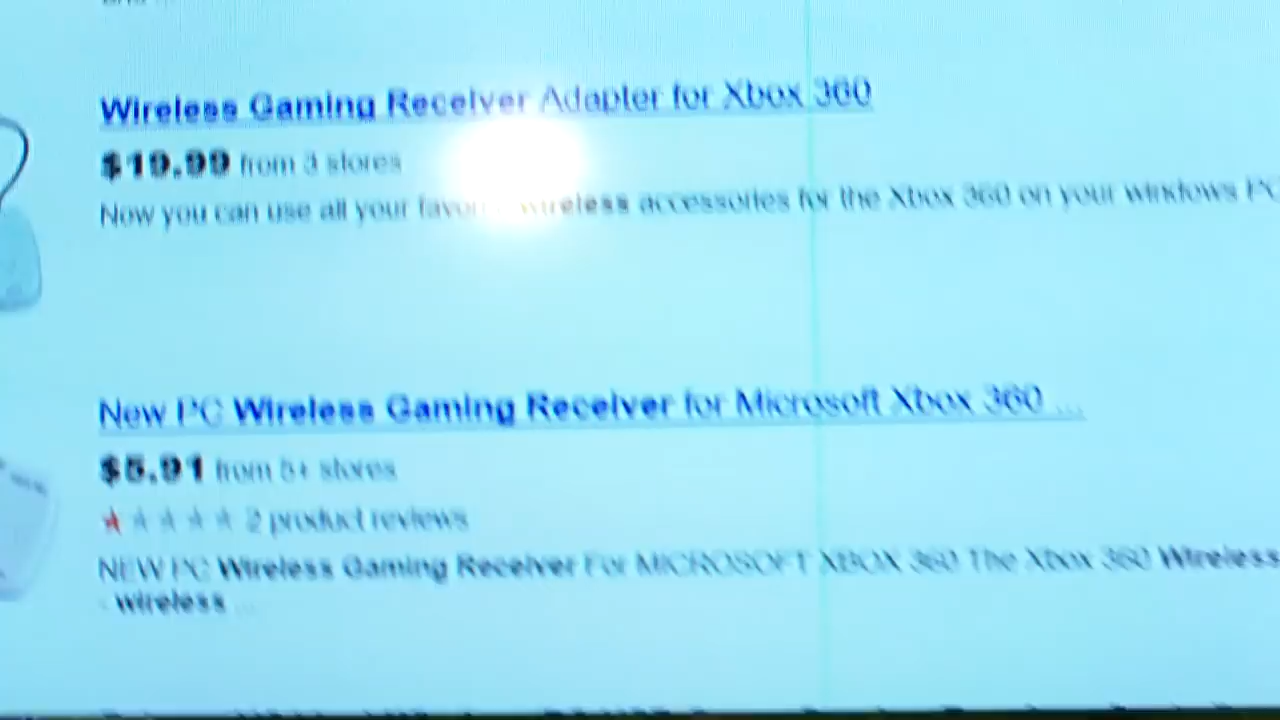 Wireless Gaming Receiver Adapter for Xbox 360
$19.99 from 3 stores
Now you can use all your wireless accessories for the Xbox 360 on your windows PC
New PC Wireless Gaming Receiver for Microsoft Xbox 360 ...
$5.91 from 5+ stores
2 product reviews
NEW PC Wireless Gaming Receiver For MICROSOFT XBOX 360 The Xbox 360 Wireless
- wireless ...